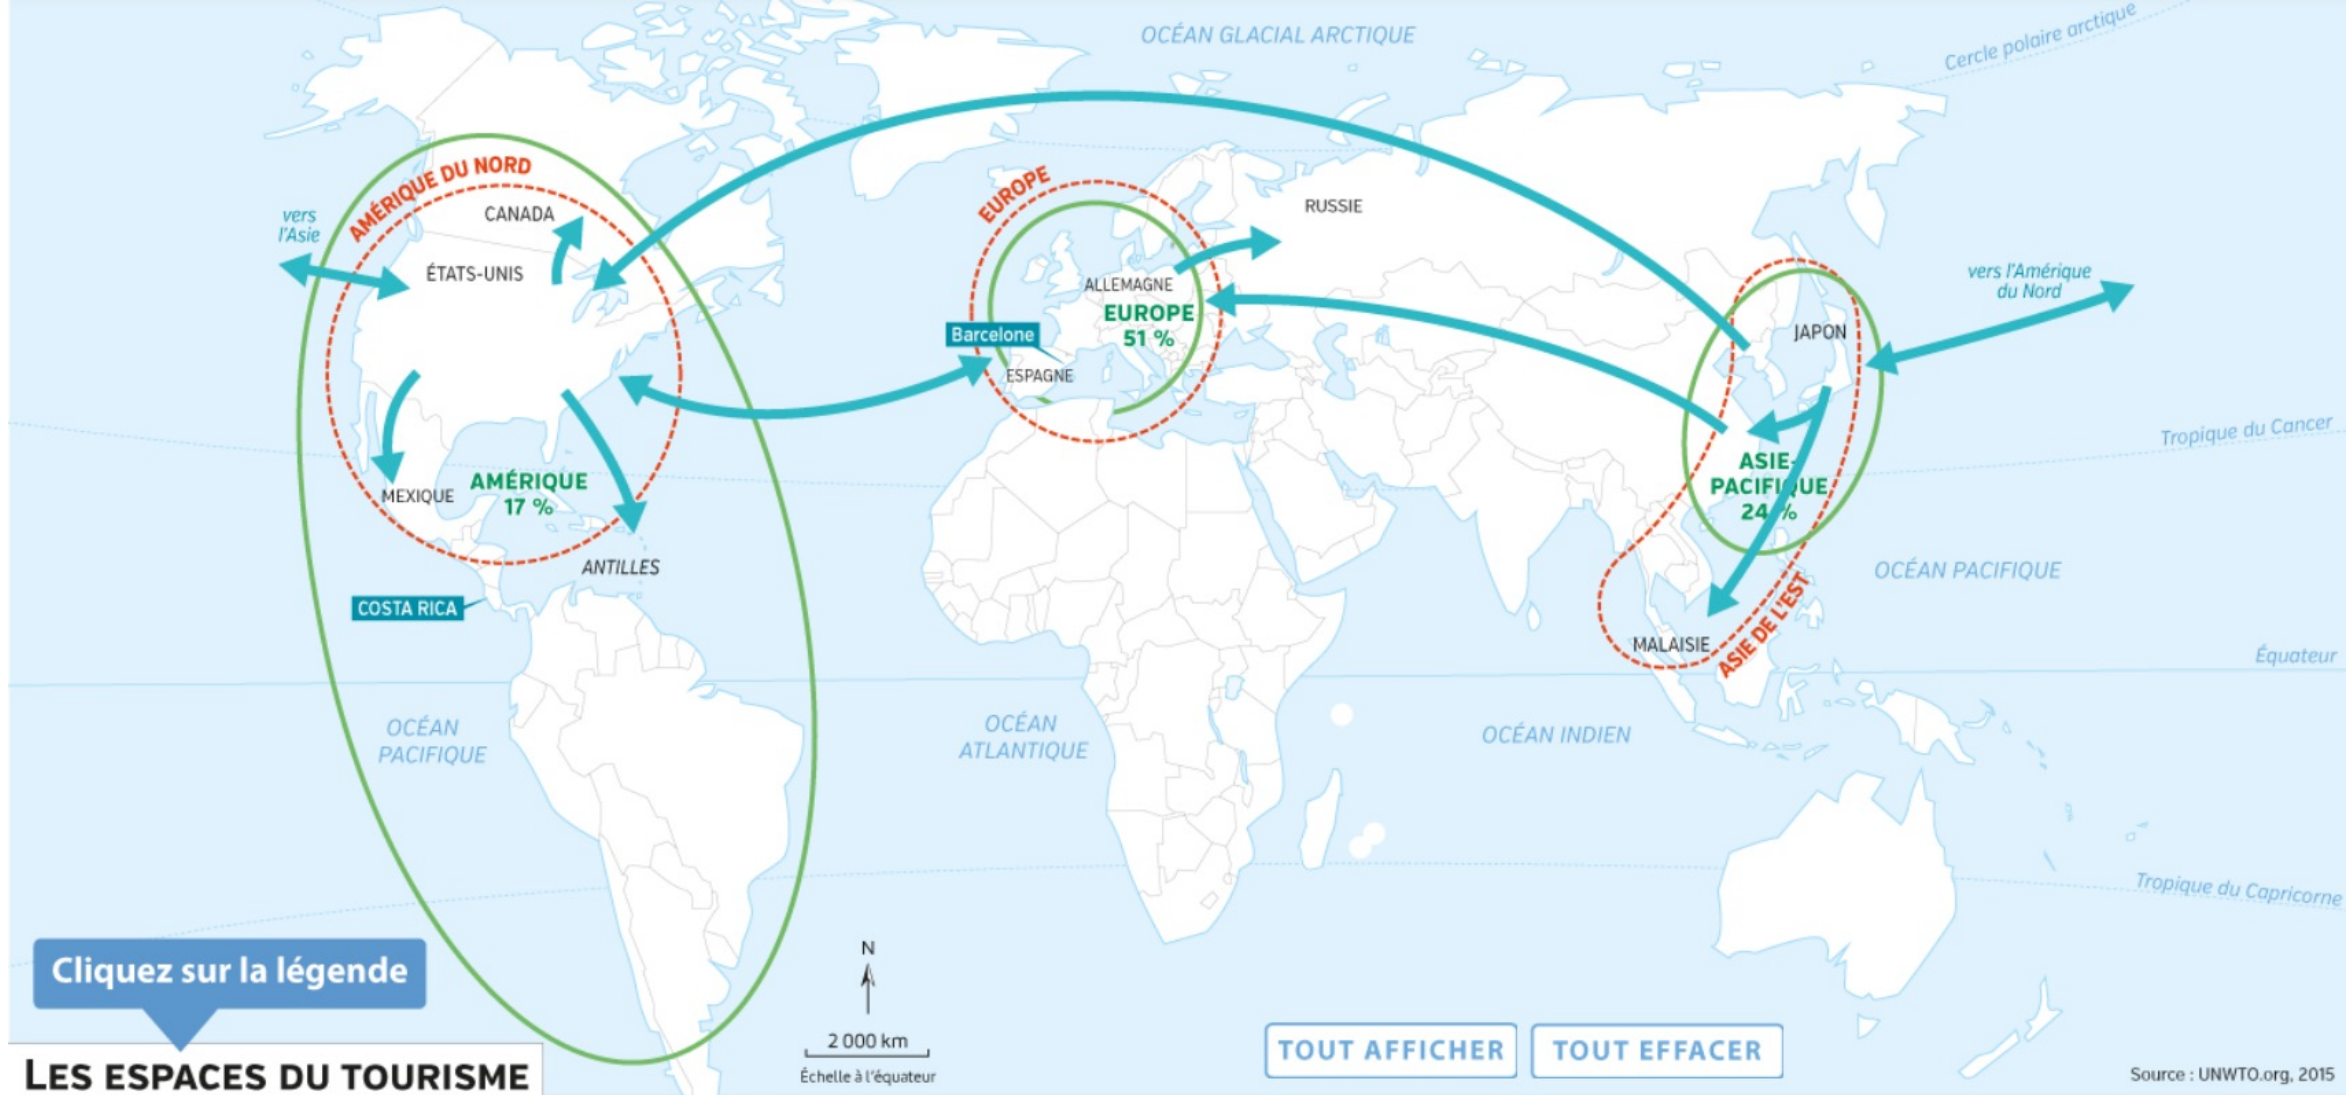 OCÉAN GLACIAL ARCTIQUE
Cercle polaire arctique
AMÉRIQUE DU NORD
vers
l'Asie
CANADA
ÉTATS-UNIS
MEXIQUE
AMÉRIQUE
17 %
ANTILLES
COSTA RICA
EUROPE
RUSSIE
ALLEMAGNE
EUROPE
51 %
Barcelone
ESPAGNE
JAPON
vers l'Amérique
du Nord
ASIE-
PACIFIQUE
24 %
MALAISIE
ASIE DE L'EST
Tropique du Cancer
OCÉAN PACIFIQUE
Équateur
OCÉAN
PACIFIQUE
OCÉAN
ATLANTIQUE
OCÉAN INDIEN
Tropique du Capricorne
Cliquez sur la légende
LES ESPACES DU TOURISME
N
2 000 km
Échelle à l'équateur
TOUT AFFICHER
TOUT EFFACER
Source : UNWTO.org, 2015